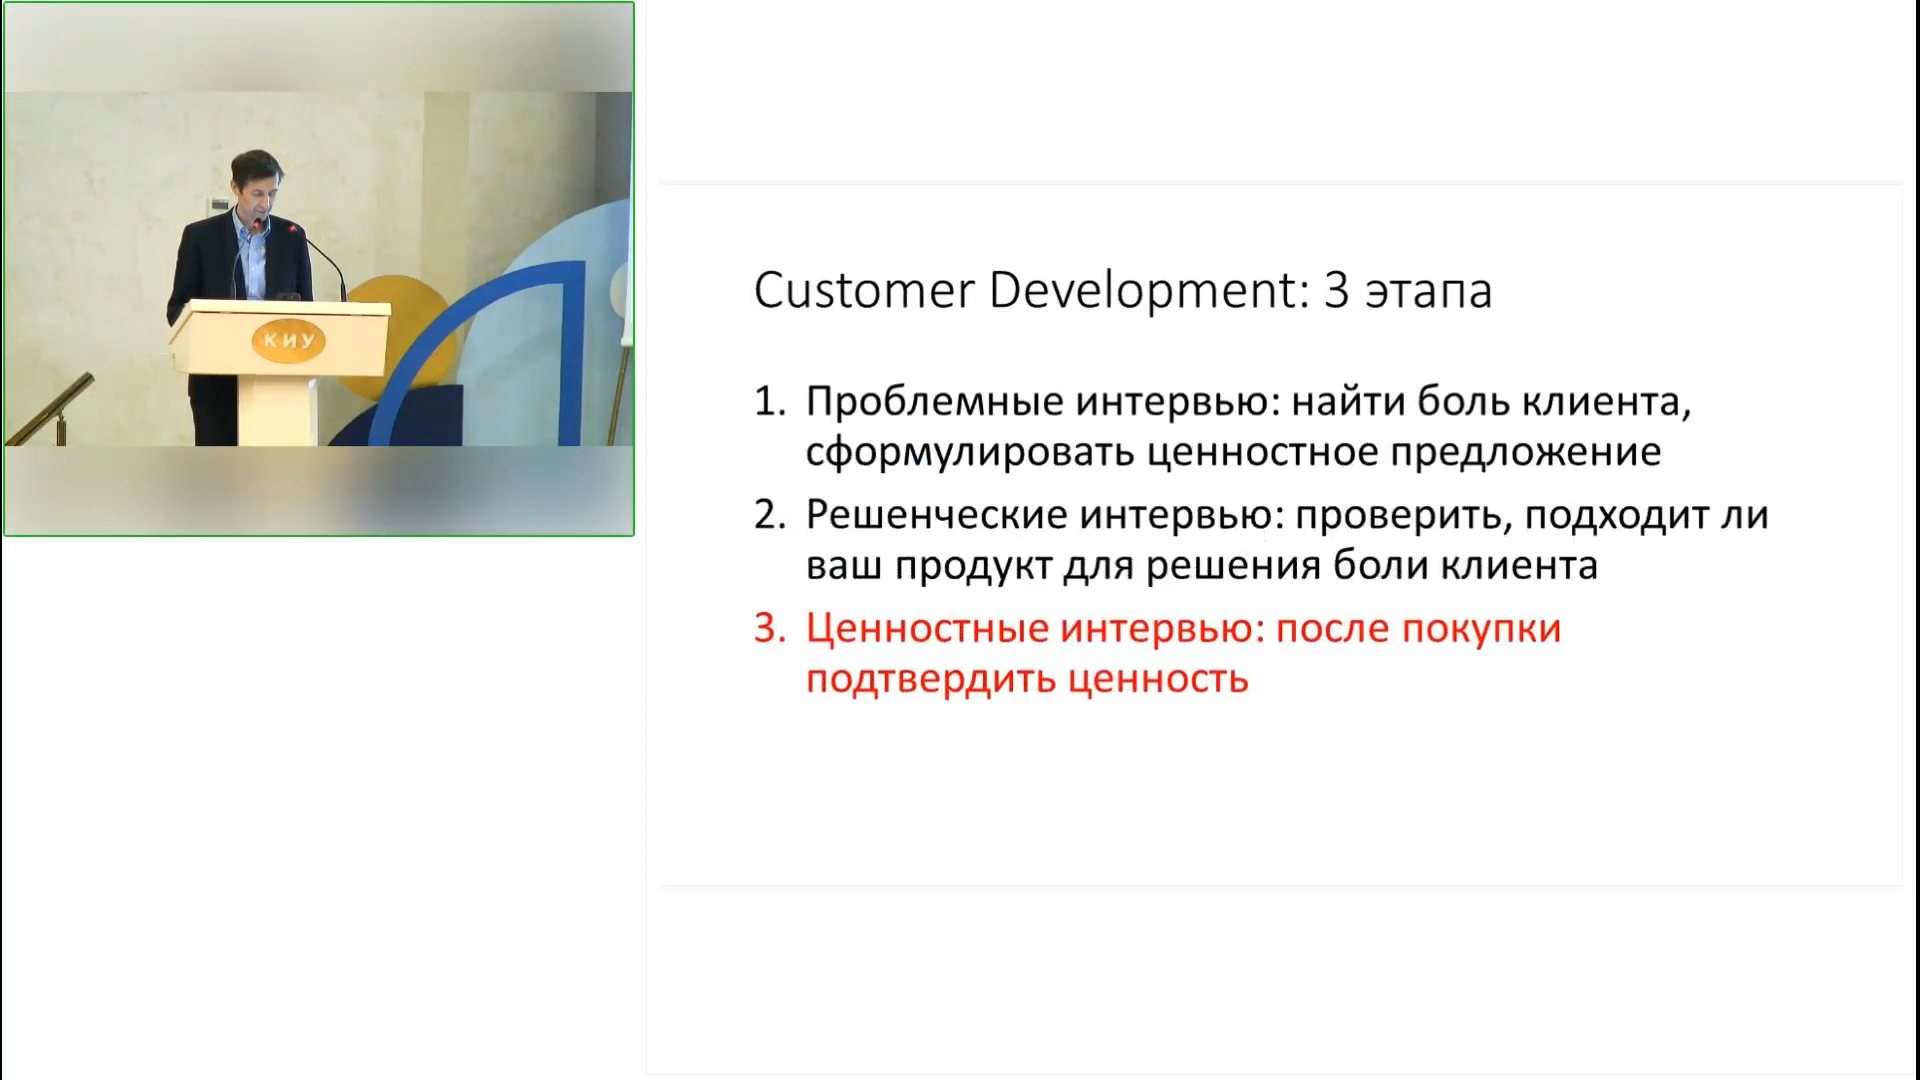 КИУ
Customer Development: 3 этапа
1. Проблемные интервью: найти боль клиента,
сформулировать ценностное предложение
2. Решенческие интервью: проверить, подходит ли
ваш продукт для решения боли клиента
3. Ценностные интервью: после покупки
подтвердить ценность